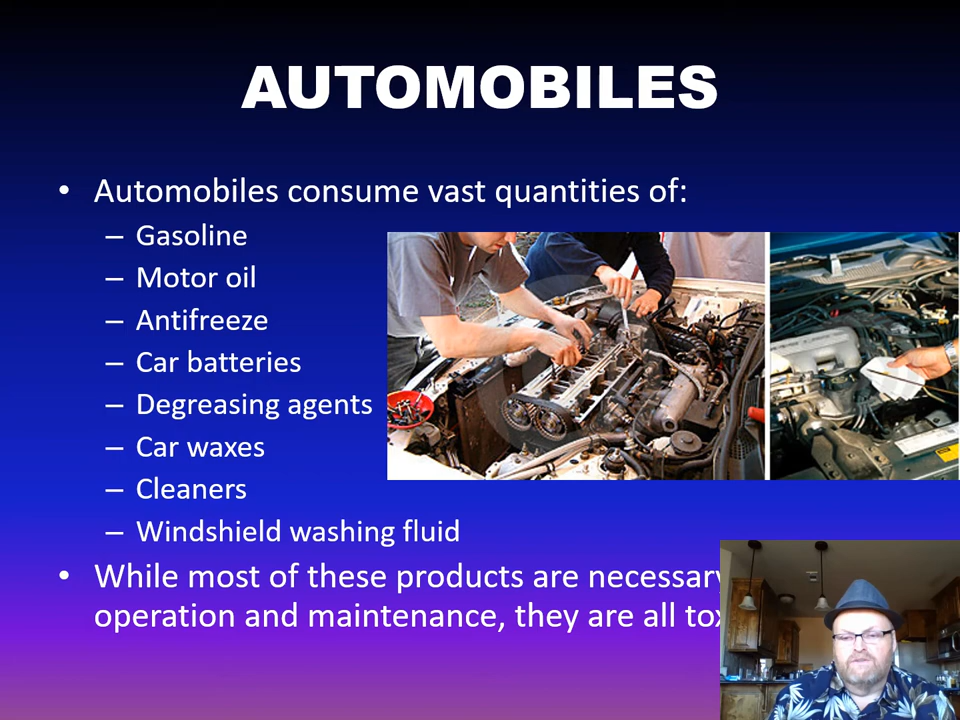 AUTOMOBILES
• Automobiles consume vast quantities of:
– Gasoline
– Motor oil
– Antifreeze
– Car batteries
– Degreasing agents
– Car waxes
– Cleaners
– Windshield washing fluid
• While most of these products are necessary
operation and maintenance, they are all